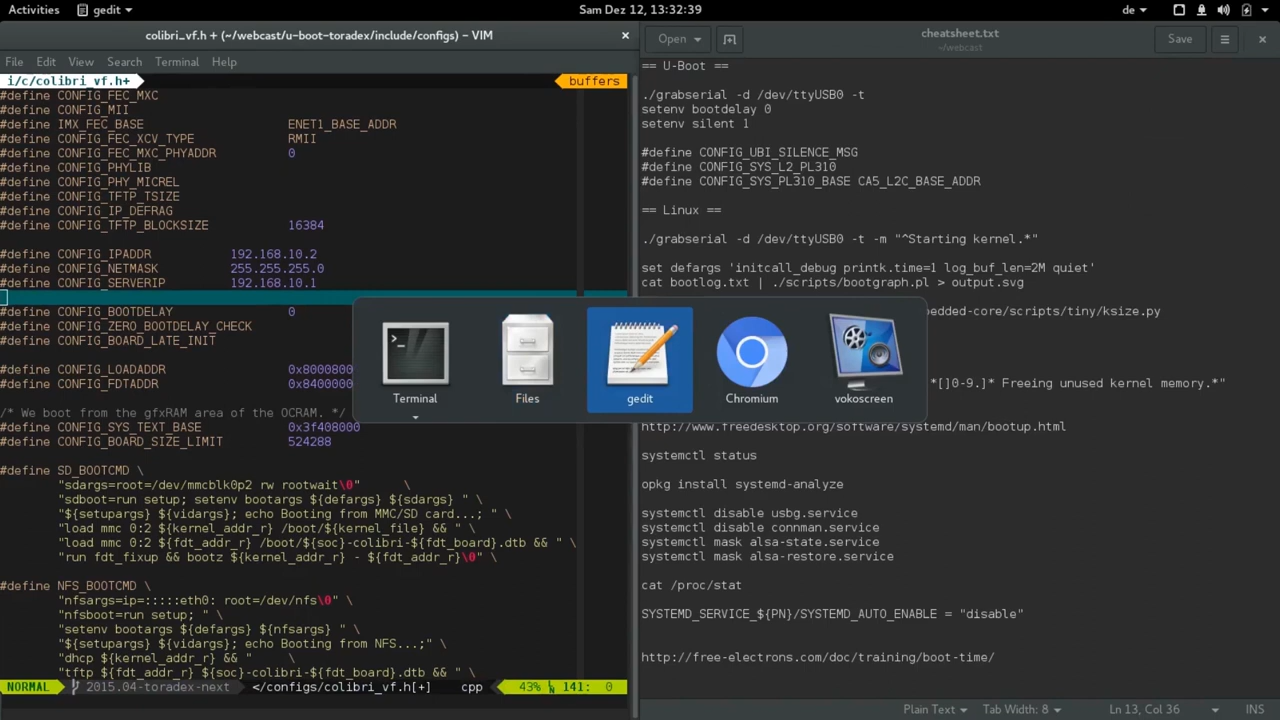 Activities
gedit
Sam Dez 12, 13:32:39
de
colibri_vf.h + (~/webcast/u-boot-toradex/include/configs) - VIM
File Edit View Search Terminal Help
i/c/colibri_vf.h+
buffers
#define CONFIG_FEC_MXC
#define CONFIG_MII
#define IMX_FEC_BASE ENET1_BASE_ADDR
#define CONFIG_FEC_XCV_TYPE RMII
#define CONFIG_FEC_MXC_PHYADDR 0
#define CONFIG_PHYLIB
#define CONFIG_PHY_MICREL
#define CONFIG_TFTP_TSIZE
#define CONFIG_IP_DEFRAG
#define CONFIG_TFTP_BLOCKSIZE 16384
#define CONFIG_IPADDR 192.168.10.2
#define CONFIG_NETMASK 255.255.255.0
#define CONFIG_SERVERIP 192.168.10.1
#define CONFIG_BOOTDELAY 0
#define CONFIG_ZERO_BOOTDELAY_CHECK
#define CONFIG_BOARD_LATE_INIT
#define CONFIG_LOADADDR 0x8000800
#define CONFIG_FDTADDR 0x8400000
/* We boot from the gfxRAM area of the OCRAM. */
#define CONFIG_SYS_TEXT_BASE 0x3f408000
#define CONFIG_BOARD_SIZE_LIMIT 524288
#define SD_BOOTCMD \
"sdargs=root=/dev/mmcblk0p2 rw rootwait\0" \
"sdboot=run setup; setenv bootargs ${defargs} ${sdargs} " \
"${setupargs} ${vidargs}; echo Booting from MMC/SD card...; " \
"load mmc 0:2 ${kernel_addr_r} /boot/${kernel_file} && " \
"load mmc 0:2 ${fdt_addr_r} /boot/${soc}-colibri-${fdt_board}.dtb && " \
"run fdt_fixup && bootz ${kernel_addr_r} - ${fdt_addr_r}\0" \
#define NFS_BOOTCMD \
"nfsargs=ip=:::::eth0: root=/dev/nfs\0" \
"nfsboot=run setup; " \
"setenv bootargs ${defargs} ${nfsargs} " \
"${setupargs} ${vidargs}; echo Booting from NFS...;" \
"dhcp ${kernel_addr_r} && " \
"tftp ${fdt_addr_r} ${soc}-colibri-${fdt_board}.dtb && " \
NORMAL 2015.04-toradex-next </configs/colibri_vf.h[+] cpp 43% 141: 0
Terminal
Files
gedit
Chromium
vokoscreen
Open
cheatsheet.txt
~/webcast
Save
== U-Boot ==
./grabserial -d /dev/ttyUSB0 -t
setenv bootdelay 0
setenv silent 1
#define CONFIG_UBI_SILENCE_MSG
#define CONFIG_SYS_L2_PL310
#define CONFIG_SYS_PL310_BASE CA5_L2C_BASE_ADDR
== Linux ==
./grabserial -d /dev/ttyUSB0 -t -m "^Starting kernel.*"
set defargs 'initcall_debug printk.time=1 log_buf_len=2M quiet'
cat bootlog.txt | ./scripts/bootgraph.pl > output.svg
edded-core/scripts/tiny/ksize.py
*[]0-9.]* Freeing unused kernel memory.*"
http://www.freedesktop.org/software/systemd/man/bootup.html
systemctl status
opkg install systemd-analyze
systemctl disable usbg.service
systemctl disable connman.service
systemctl mask alsa-state.service
systemctl mask alsa-restore.service
cat /proc/stat
SYSTEMD_SERVICE_${PN}/SYSTEMD_AUTO_ENABLE = "disable"
http://free-electrons.com/doc/training/boot-time/
Plain Text Tab Width: 8 Ln 13, Col 36 INS